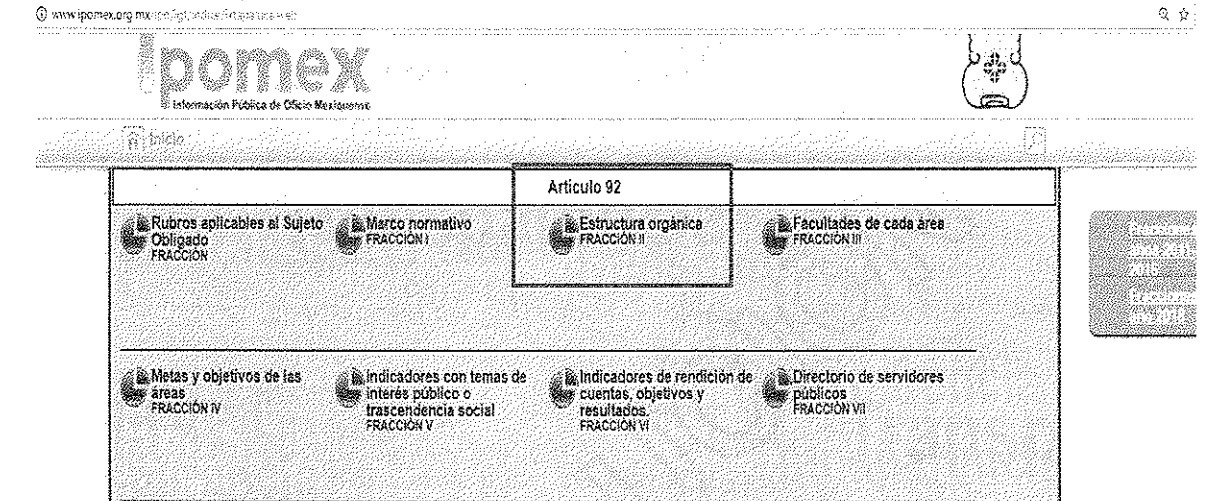 www.ipomex.org.mx
Ipomex
Información Pública de Oficio Mexiquense
Inicio
Artículo 92
Rubros aplicables al Sujeto Obligado
FRACCIÓN
Marco normativo
FRACCIÓN I
Estructura orgánica
FRACCIÓN II
Facultades de cada área
FRACCIÓN III
Metas y objetivos de las áreas
FRACCIÓN IV
Indicadores con temas de interés público o trascendencia social
FRACCIÓN V
Indicadores de rendición de cuentas, objetivos y resultados.
FRACCIÓN VI
Directorio de servidores públicos
FRACCIÓN VII